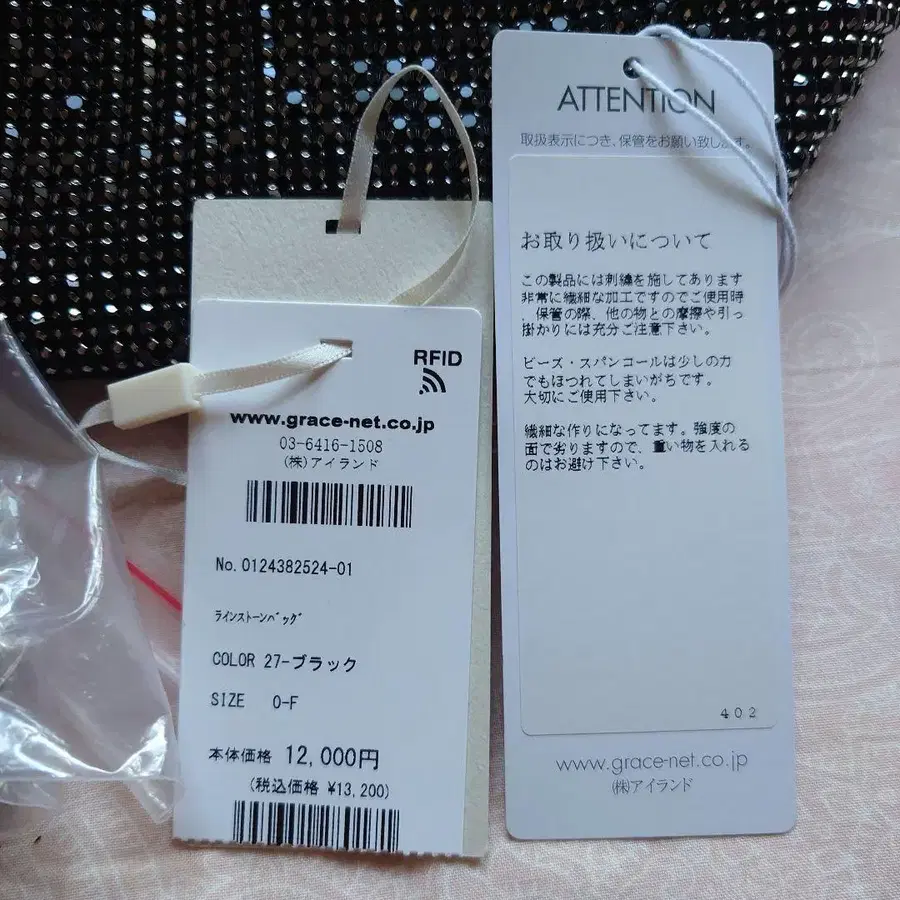 RFID
www.grace-net.co.jp
03-6416-1508
(株)アイランド
No.0124382524-01
ﾗｲﾝｽﾄｰﾝﾊﾞｯｸﾞ
COLOR 27-ブラック
SIZE 0-F
本体価格 12,000円
(税込価格 ¥13,200)
ATTENTION
取扱表示につき、保管をお願い致します。
お取り扱いについて
この製品には刺繍を施してあります
非常に繊細な加工ですのでご使用時
、保管の際、他の物との摩擦や引っ
掛かりには充分ご注意下さい。
ビーズ・スパンコールは少しの力
でもほつれてしまいがちです。
大切にご使用下さい。
繊細な作りになってます。強度の
面で劣りますので、重い物を入れる
のはお避け下さい。
402
www.grace-net.co.jp
(株)アイランド